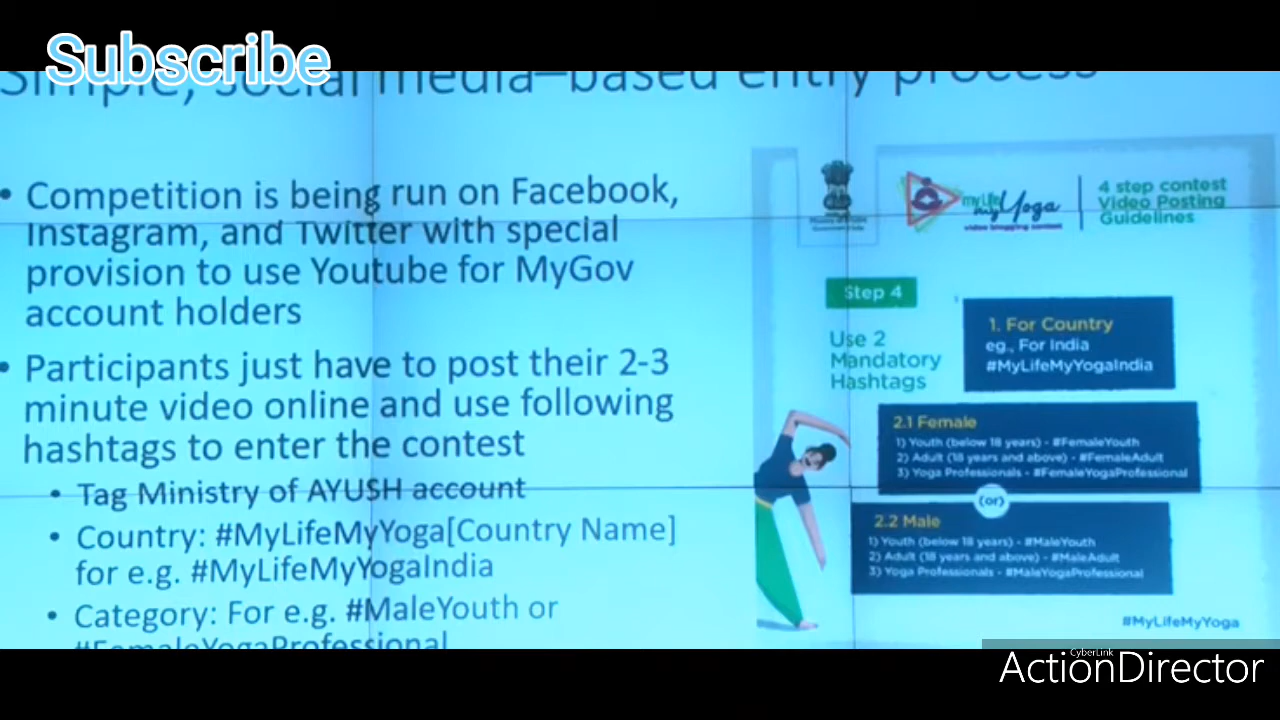 Subscribe
Simple, social media–based entry process
• Competition is being run on Facebook,
Instagram, and Twitter with special
provision to use Youtube for MyGov
account holders
• Participants just have to post their 2-3
minute video online and use following
hashtags to enter the contest
• Tag Ministry of AYUSH account
• Country: #MyLifeMyYoga[Country Name]
for e.g. #MyLifeMyYogaIndia
• Category: For e.g. #MaleYouth or
#FemaleYogaProfessional
my Life
my Yoga
video blogging contest
4 step contest
Video Posting
Guidelines
Step 4
Use 2
Mandatory
Hashtags
1. For Country
eg., For India
#MyLifeMyYogaIndia
2.1 Female
1) Youth (below 18 years) - #FemaleYouth
2) Adult (18 years and above) - #FemaleAdult
3) Yoga Professionals - #FemaleYogaProfessional
(or)
2.2 Male
1) Youth (below 18 years) - #MaleYouth
2) Adult (18 years and above) - #MaleAdult
3) Yoga Professionals - #MaleYogaProfessional
#MyLifeMyYoga
CyberLink
ActionDirector